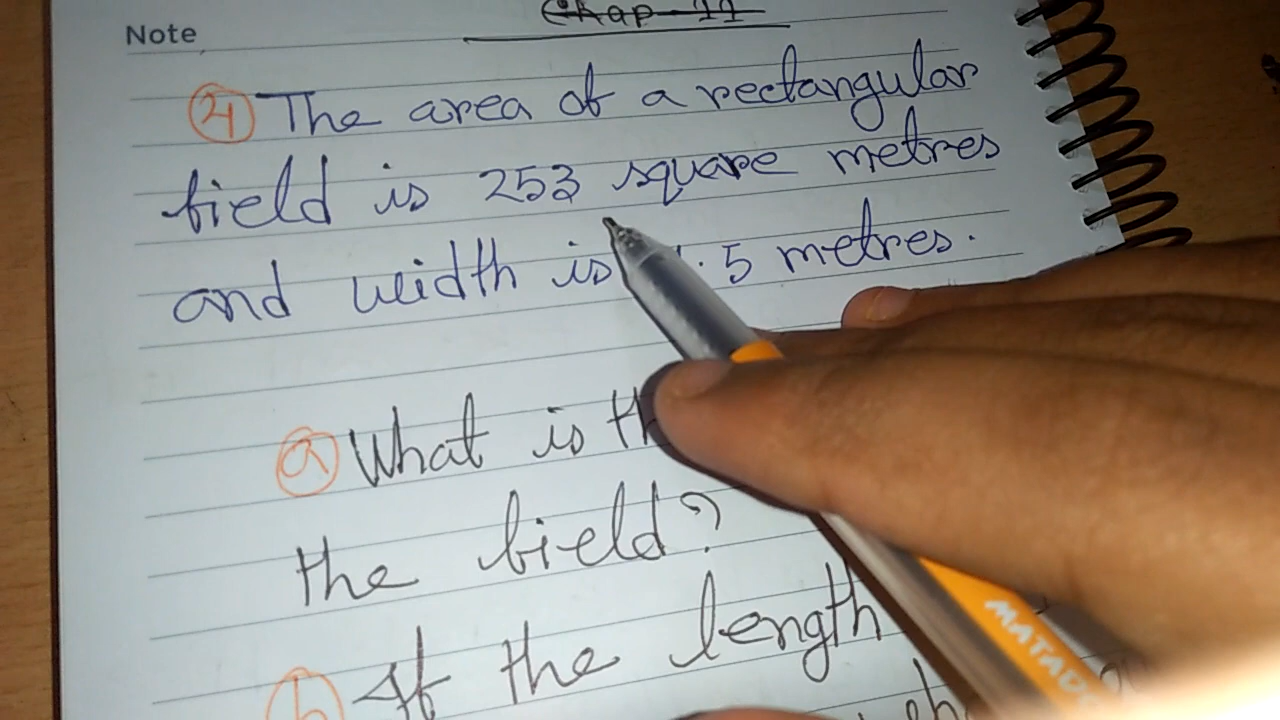 Chap-11
Note
4 The area of a rectangular
field is 253 square metres
and width is .5 metres.
a What is
the field?
b If the length
MATADO